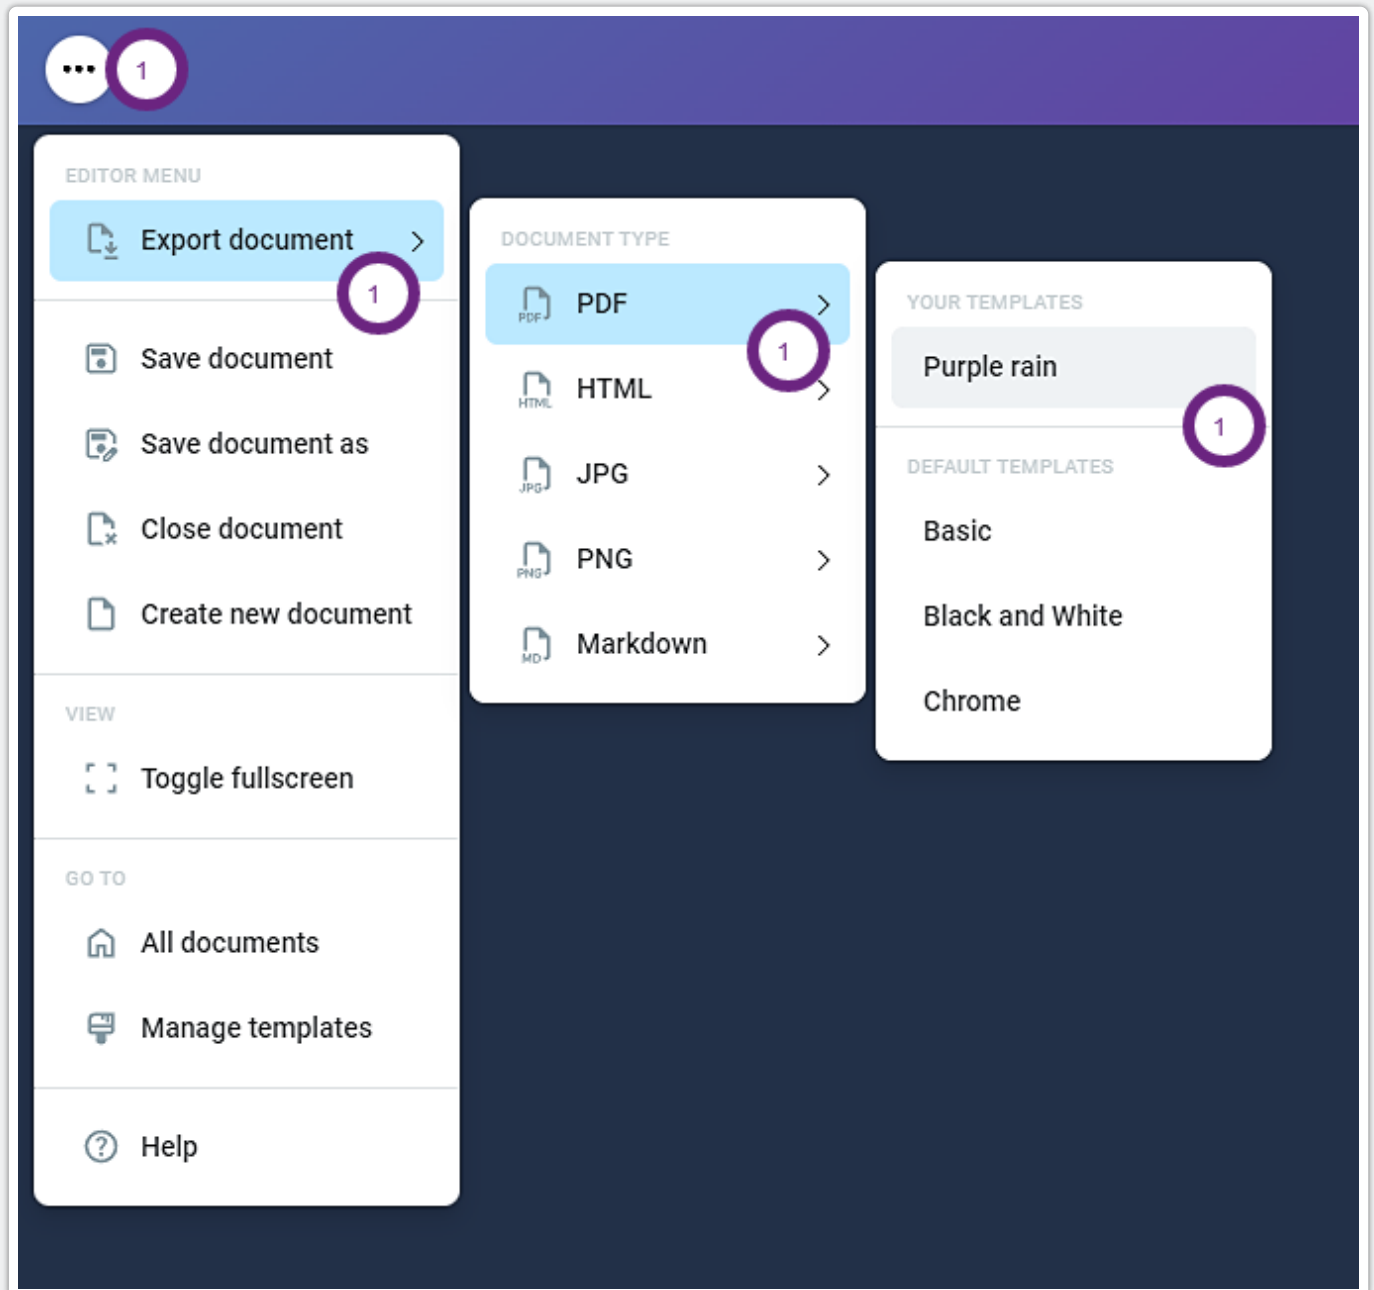 1
EDITOR MENU
Export document
1
Save document
Save document as
Close document
Create new document
VIEW
Toggle fullscreen
GO TO
All documents
Manage templates
Help
DOCUMENT TYPE
PDF PDF
1
HTML HTML
JPG JPG
PNG PNG
MD Markdown
YOUR TEMPLATES
Purple rain
1
DEFAULT TEMPLATES
Basic
Black and White
Chrome